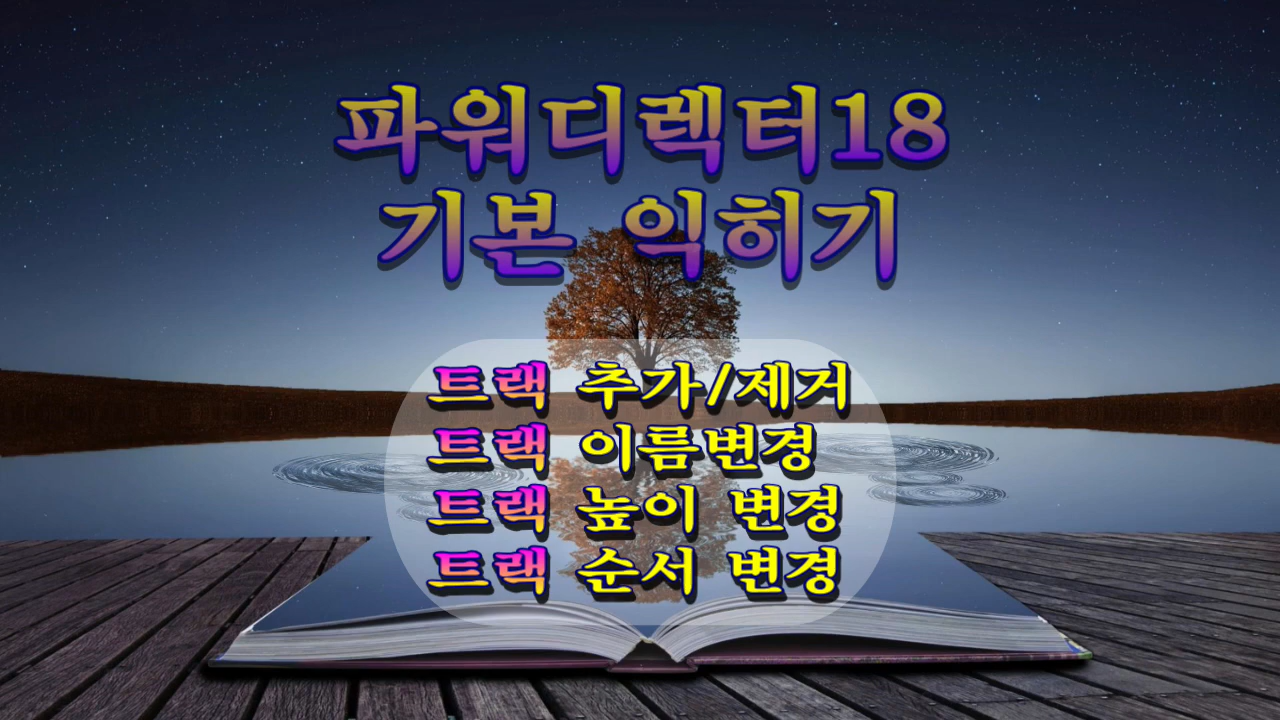 파워디렉터18
기본 익히기
트랙 추가/제거
트랙 이름변경
트랙 높이 변경
트랙 순서 변경